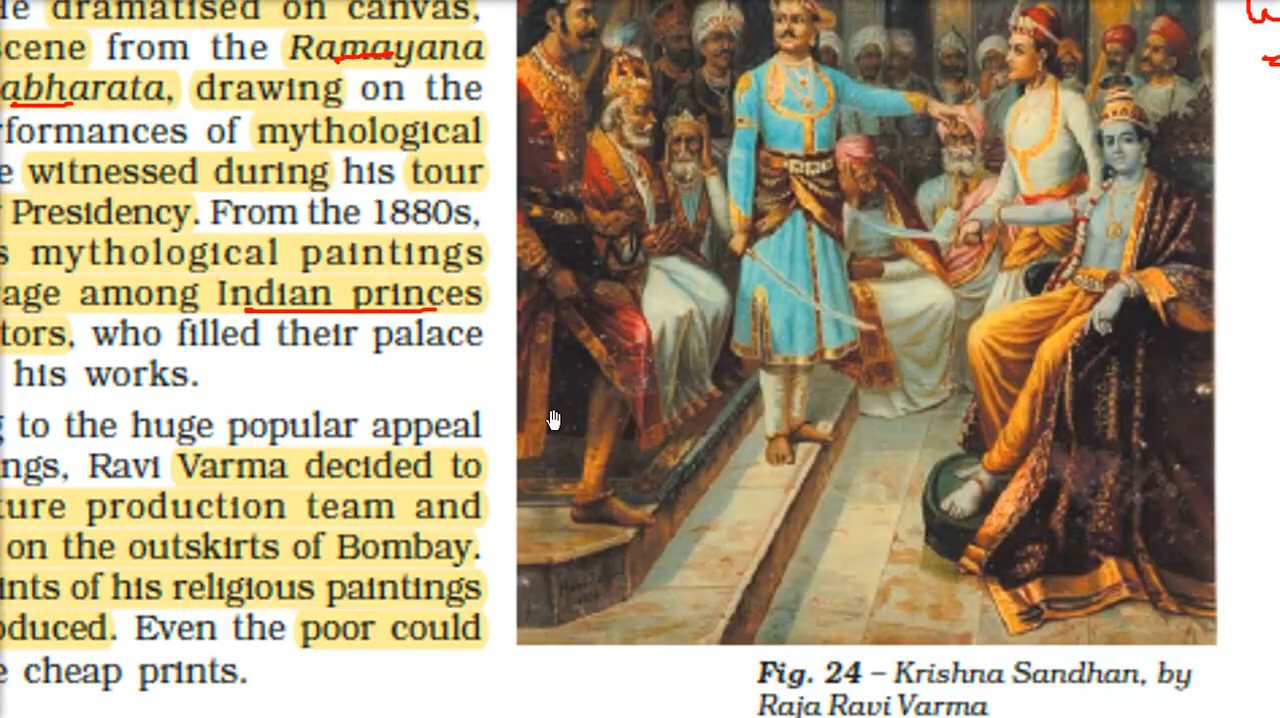 dramatised on canvas,
scene from the Ramayana
abharata, drawing on the
rformances of mythological
witnessed during his tour
Presidency. From the 1880s,
s mythological paintings
age among Indian princes
tors, who filled their palace
his works.
to the huge popular appeal
ngs, Ravi Varma decided to
ture production team and
on the outskirts of Bombay.
ints of his religious paintings
oduced. Even the poor could
cheap prints.
Fig. 24 – Krishna Sandhan, by
Raja Ravi Varma